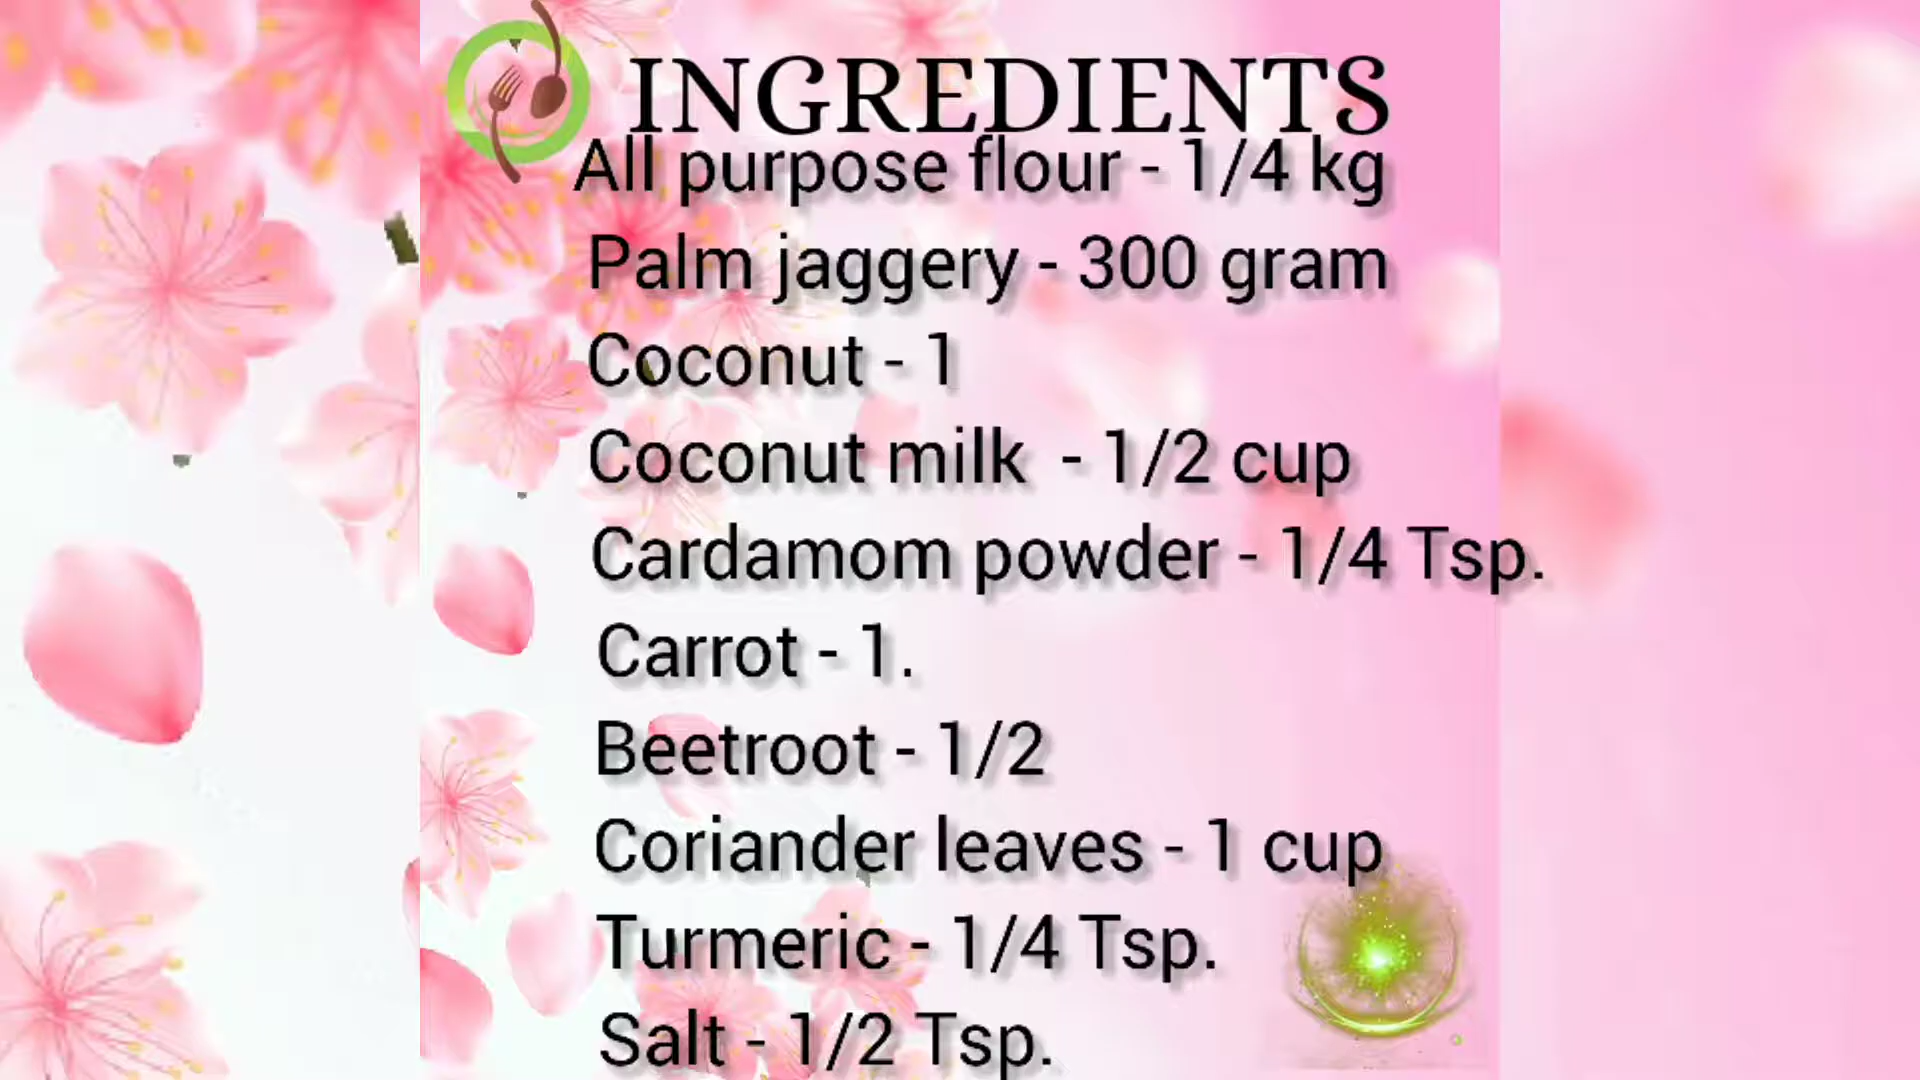 INGREDIENTS
All purpose flour - 1/4 kg
Palm jaggery - 300 gram
Coconut - 1
Coconut milk  - 1/2 cup
Cardamom powder - 1/4 Tsp.
Carrot - 1.
Beetroot - 1/2
Coriander leaves - 1 cup
Turmeric - 1/4 Tsp.
Salt - 1/2 Tsp.